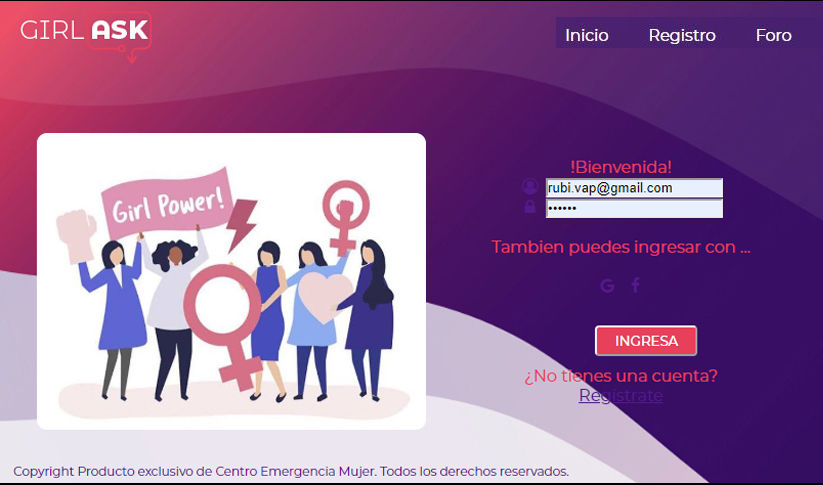 GIRL ASK
Inicio Registro Foro
Girl Power!
!Bienvenida!
rubi.vap@gmail.com
••••••
Tambien puedes ingresar con ...
G f
INGRESA
¿No tienes una cuenta?
Registrate
Copyright Producto exclusivo de Centro Emergencia Mujer. Todos los derechos reservados.